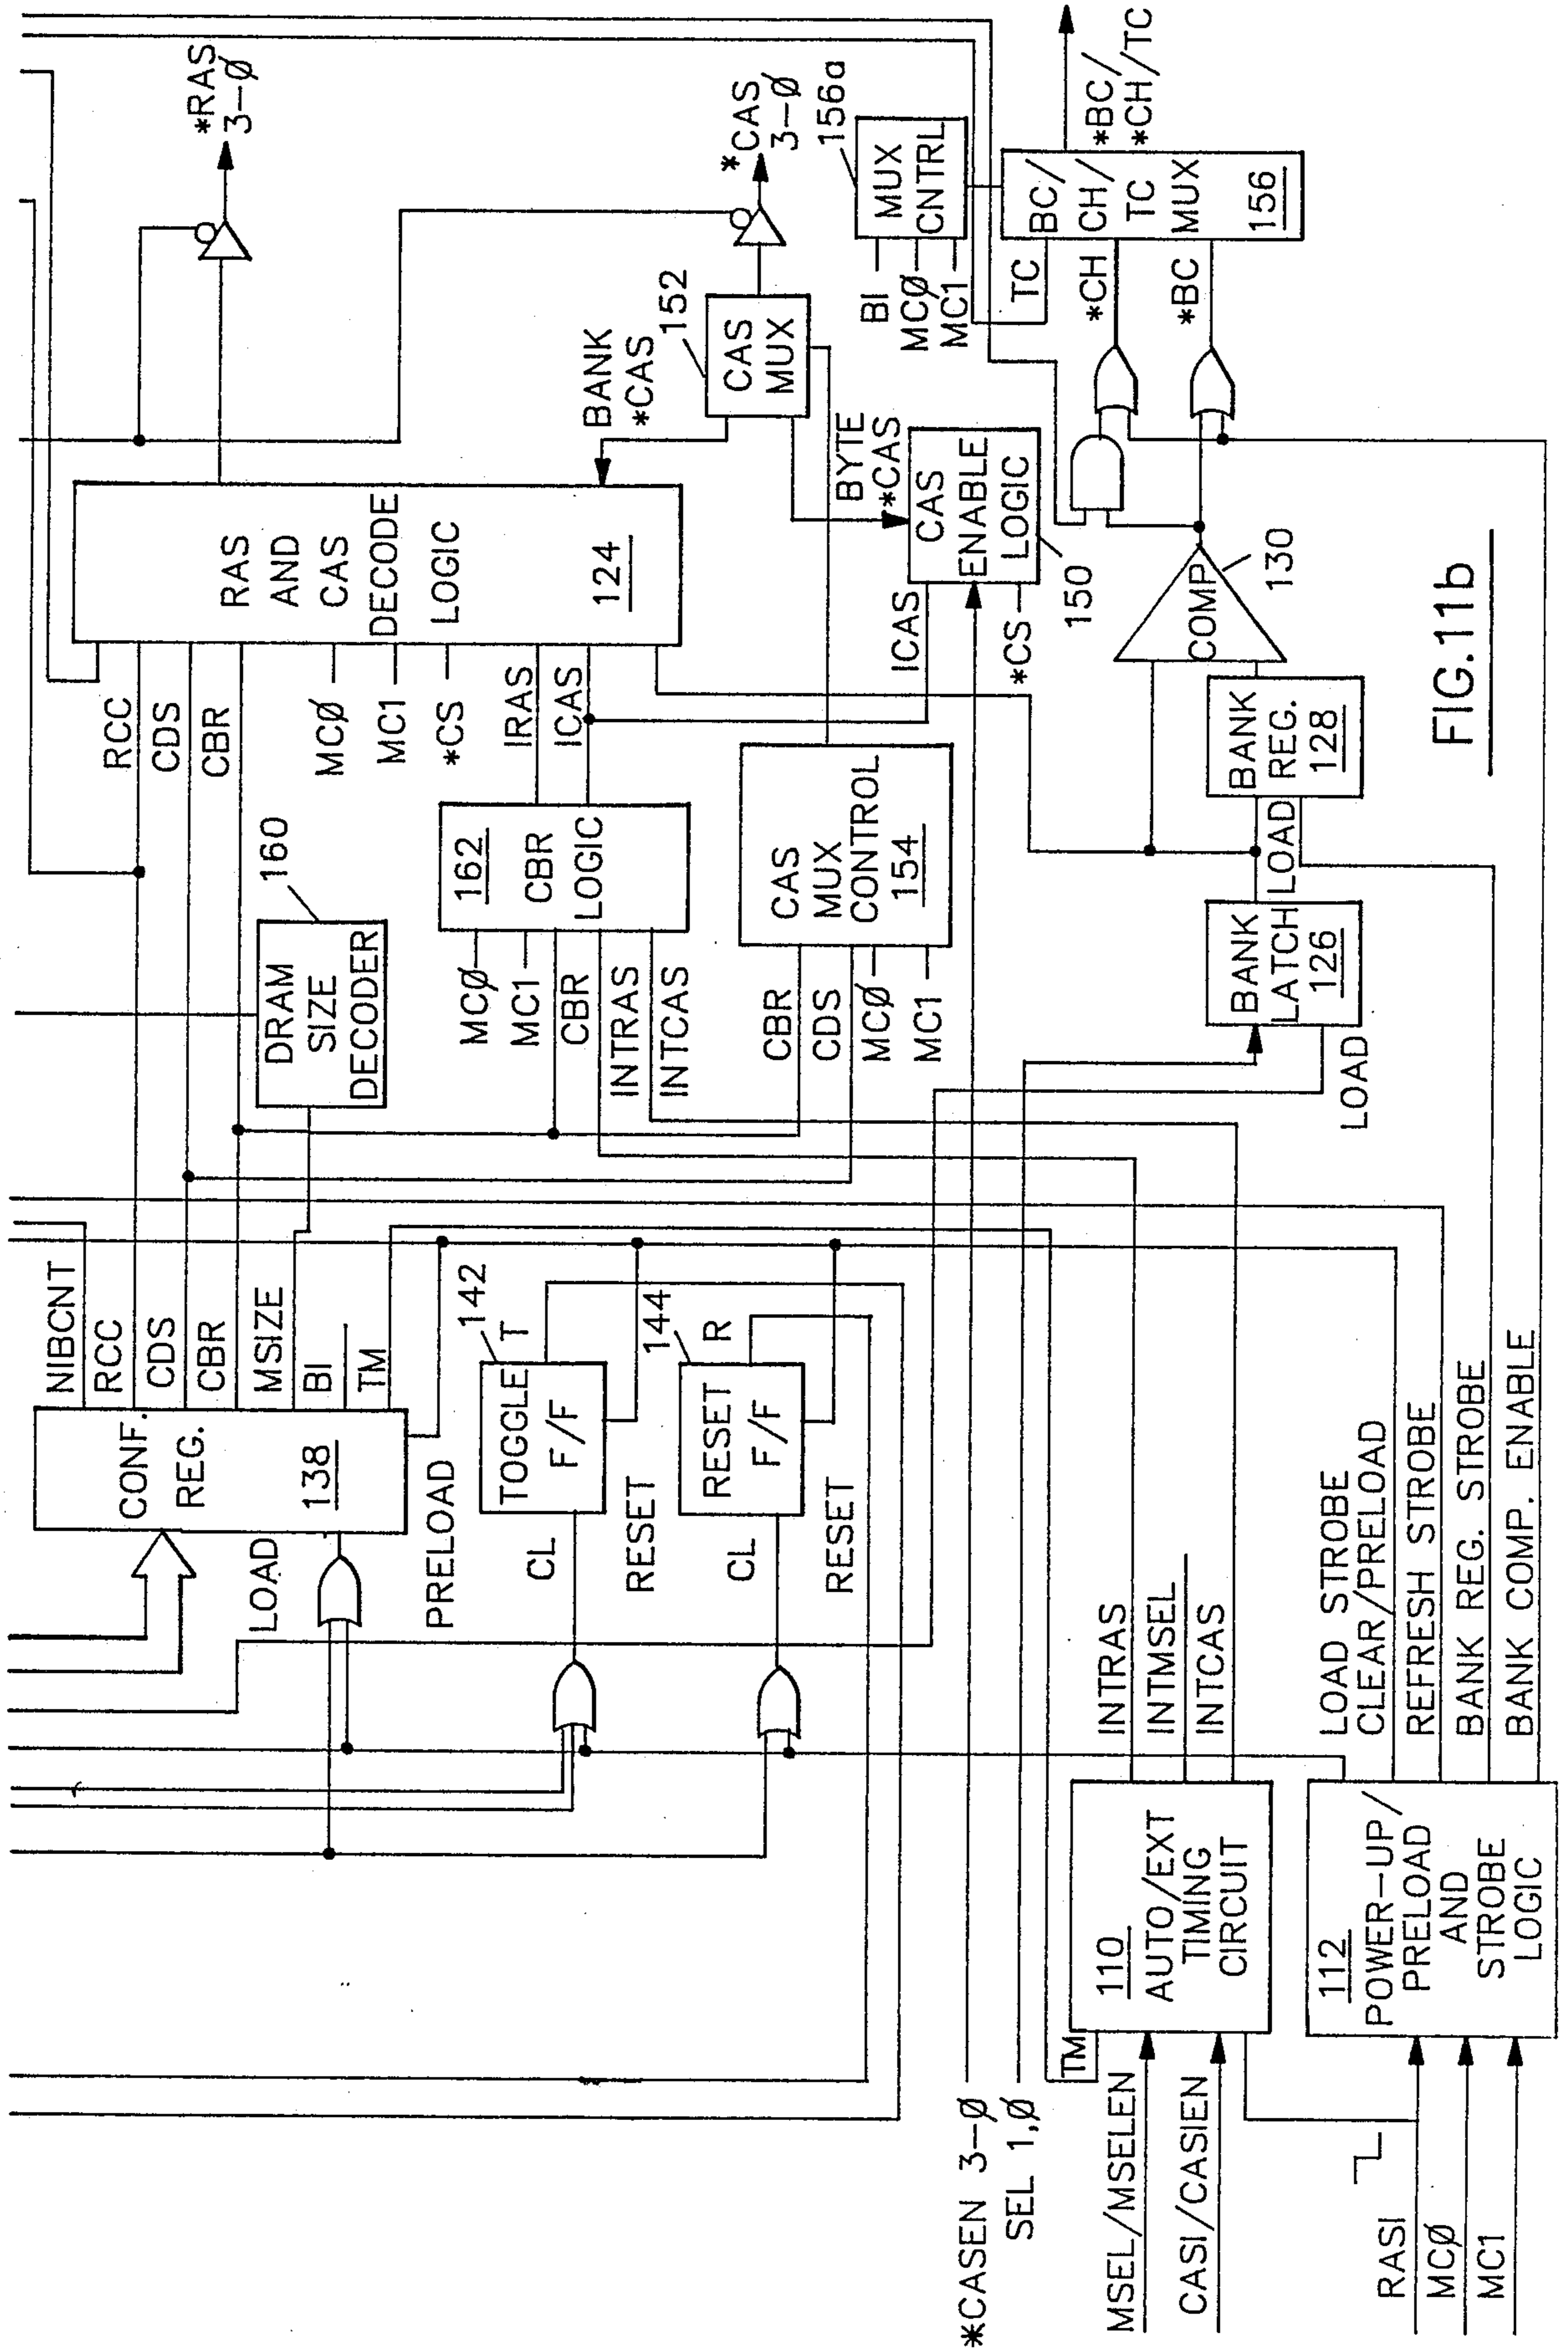 NIBCNT
RCC
CDS
CBR
MSIZE
BI
TM
CONF.
REG.
138
LOAD
PRELOAD
TOGGLE
F/F
142
T
CL
RESET
RESET
F/F
144
R
CL
RESET
DRAM
SIZE
DECODER
160
RCC
CDS
CBR
MCØ
MC1
*CS
IRAS
ICAS
RAS
AND
CAS
DECODE
LOGIC
124
*RAS
3-Ø
162
CBR
LOGIC
MCØ
MC1
CBR
INTRAS
INTCAS
BANK
*CAS
152
CAS
MUX
*CAS
3-Ø
CAS
MUX
CONTROL
154
CBR
CDS
MCØ
MC1
BYTE
*CAS
CAS
ENABLE
LOGIC
150
ICAS
*CS
156a
MUX
CNTRL
BI
MCØ
MC1
TC
*CH
*BC
BC/
CH/
TC
MUX
156
*BC/
*CH/TC
COMP
130
BANK
REG.
128
LOAD
BANK
LATCH
126
LOAD
*CASEN 3-Ø
SEL 1,Ø
MSEL/MSELEN
CASI/CASIEN
TM
110
AUTO/EXT
TIMING
CIRCUIT
INTRAS
INTMSEL
INTCAS
RASI
MCØ
MC1
112
POWER-UP/
PRELOAD
AND
STROBE
LOGIC
LOAD STROBE
CLEAR/PRELOAD
REFRESH STROBE
BANK REG. STROBE
BANK COMP. ENABLE
FIG.11b